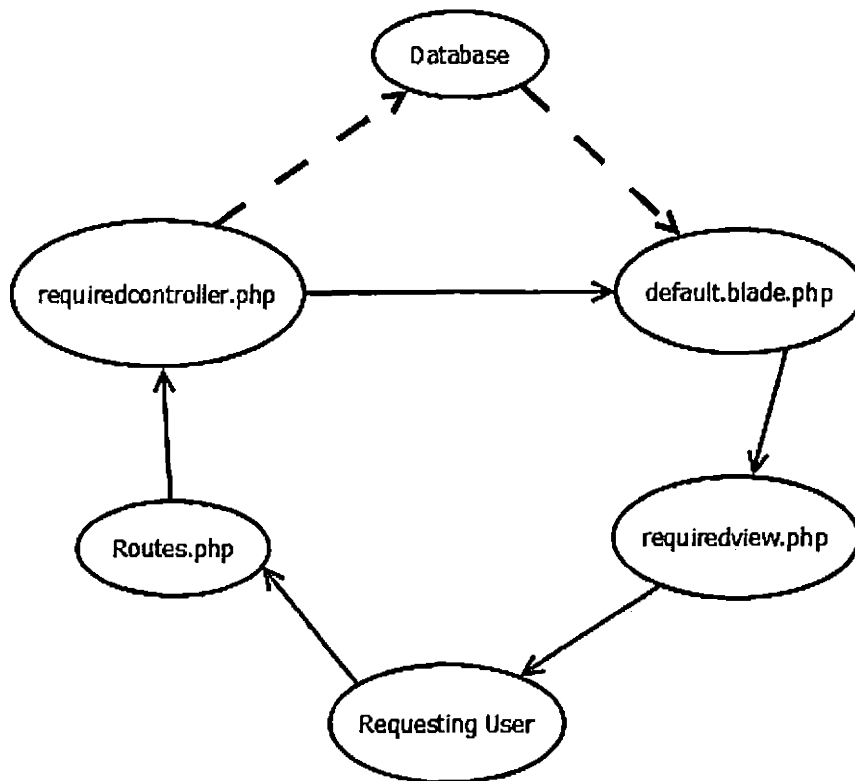 Database
requiredcontroller.php
default.blade.php
Routes.php
requiredview.php
Requesting User